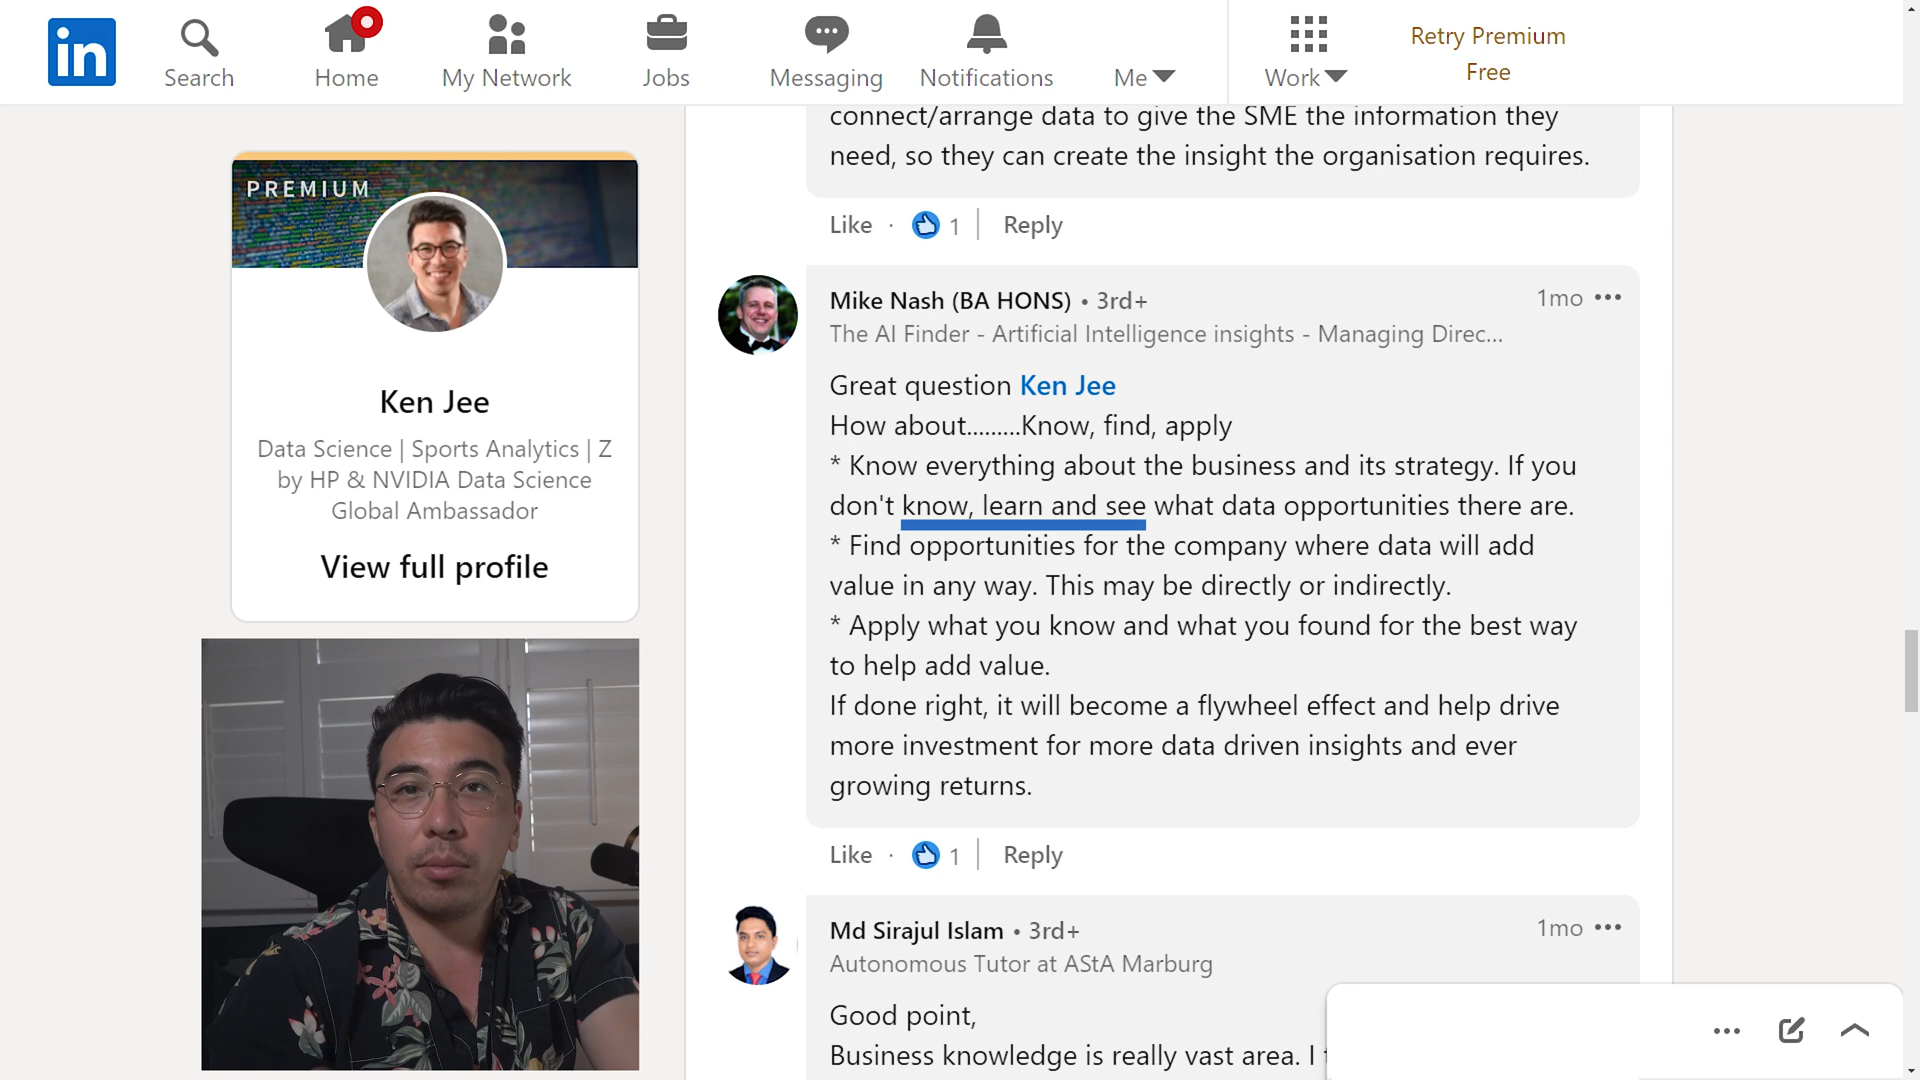 in
Search
Home
My Network
Jobs
Messaging
Notifications
Me
Work
Retry Premium
Free
PREMIUM
Ken Jee
Data Science | Sports Analytics | Z
by HP & NVIDIA Data Science
Global Ambassador
View full profile
connect/arrange data to give the SME the information they
need, so they can create the insight the organisation requires.
Like · 1 Reply
Mike Nash (BA HONS) • 3rd+ 1mo •••
The AI Finder - Artificial Intelligence insights - Managing Direc...
Great question Ken Jee
How about.........Know, find, apply
* Know everything about the business and its strategy. If you
don't know, learn and see what data opportunities there are.
* Find opportunities for the company where data will add
value in any way. This may be directly or indirectly.
* Apply what you know and what you found for the best way
to help add value.
If done right, it will become a flywheel effect and help drive
more investment for more data driven insights and ever
growing returns.
Like · 1 Reply
Md Sirajul Islam • 3rd+ 1mo •••
Autonomous Tutor at AStA Marburg
Good point,
Business knowledge is really vast area. I